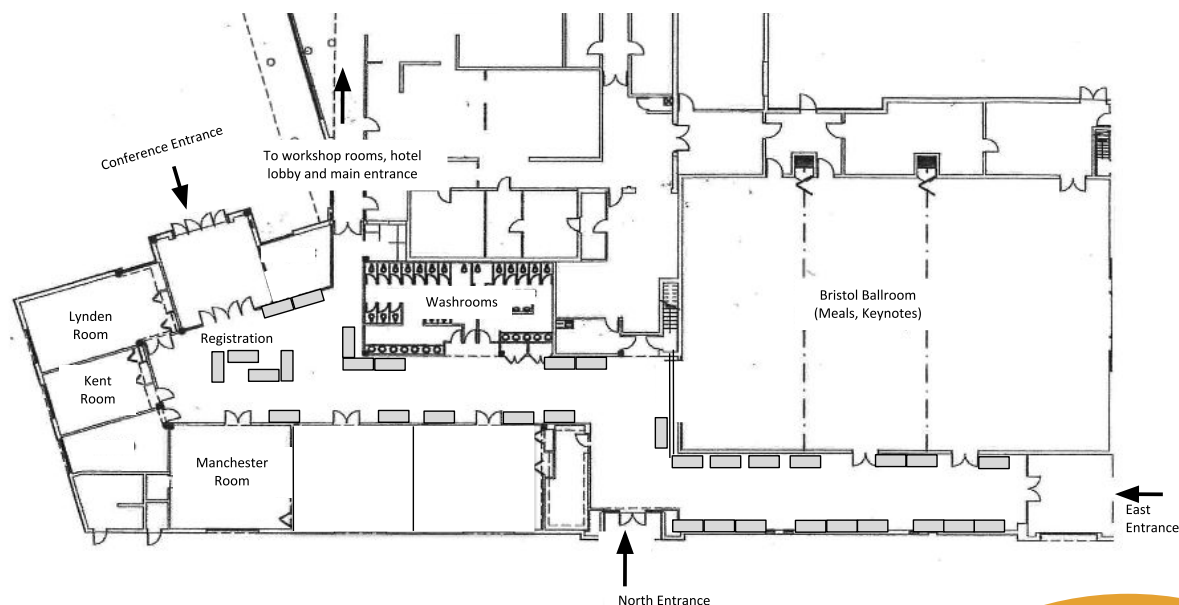 Conference Entrance
To workshop rooms, hotel
lobby and main entrance
Lynden
Room
Registration
Washrooms
Bristol Ballroom
(Meals, Keynotes)
Kent
Room
Manchester
Room
East
Entrance
North Entrance